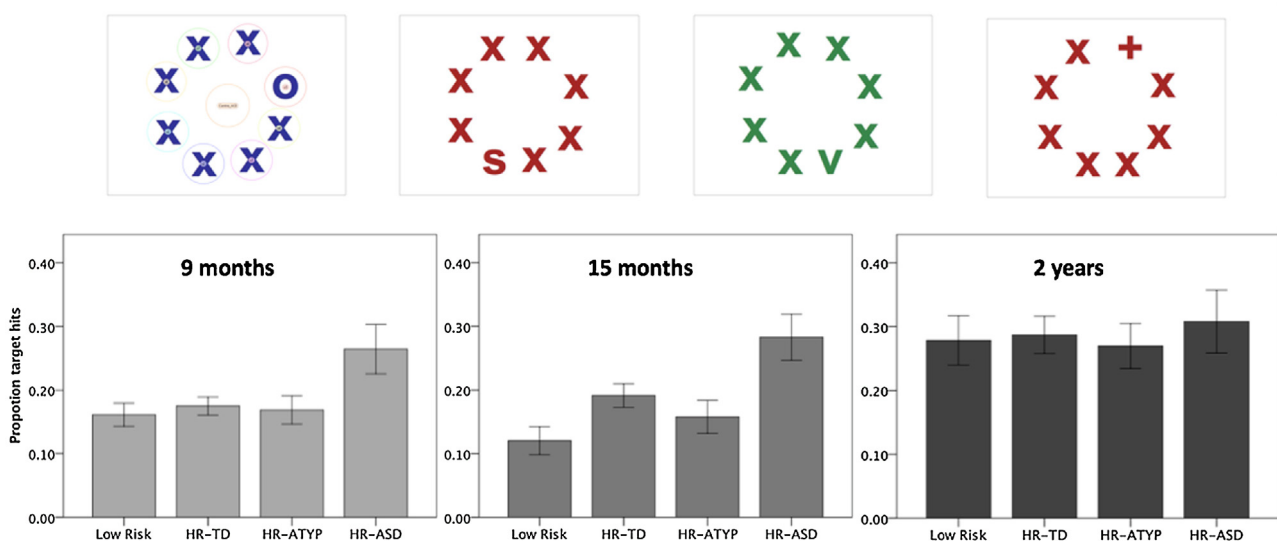 X X
X O
X X
X X
X X
X X
X X
S X
X X
X X
X X
X V
X +
X X
X X
X X
Propotion target hits
9 months
0.40
0.30
0.20
0.10
0.00
Low Risk HR-TD HR-ATYP HR-ASD
15 months
0.40
0.30
0.20
0.10
0.00
Low Risk HR-TD HR-ATYP HR-ASD
2 years
0.40
0.30
0.20
0.10
0.00
Low Risk HR-TD HR-ATYP HR-ASD